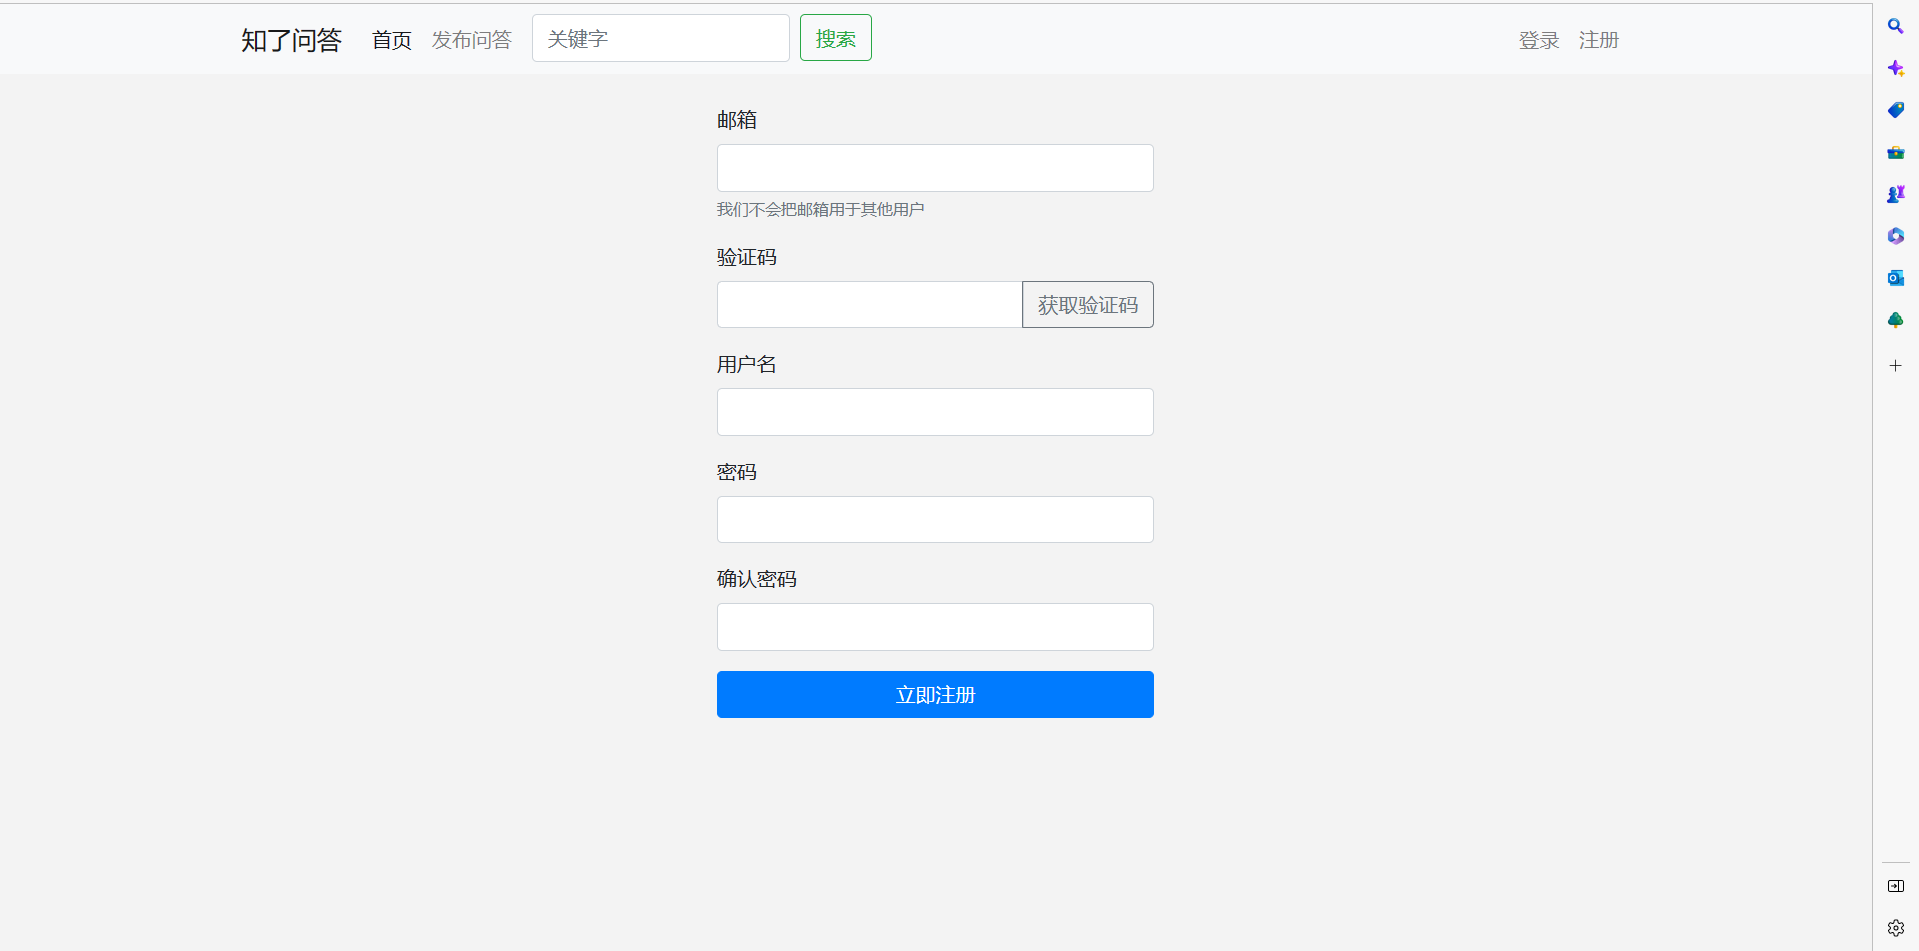 知了问答 首页 发布问答 关键字 搜索 登录 注册
邮箱
我们不会把邮箱用于其他用户
验证码
获取验证码
用户名
密码
确认密码
立即注册